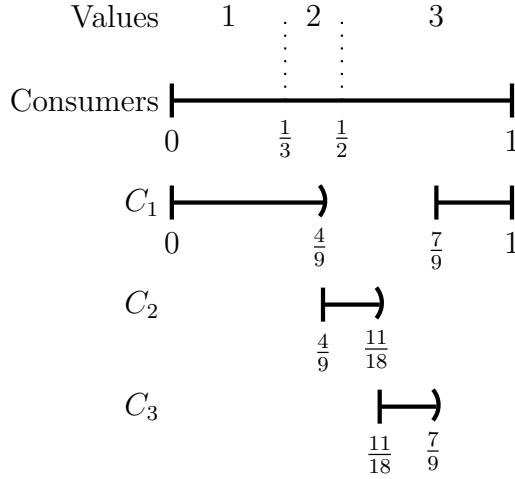 Values 1 2 3
Consumers
0 1/3 1/2 1
C₁
0 4/9 7/9 1
C₂
4/9 11/18
C₃
11/18 7/9